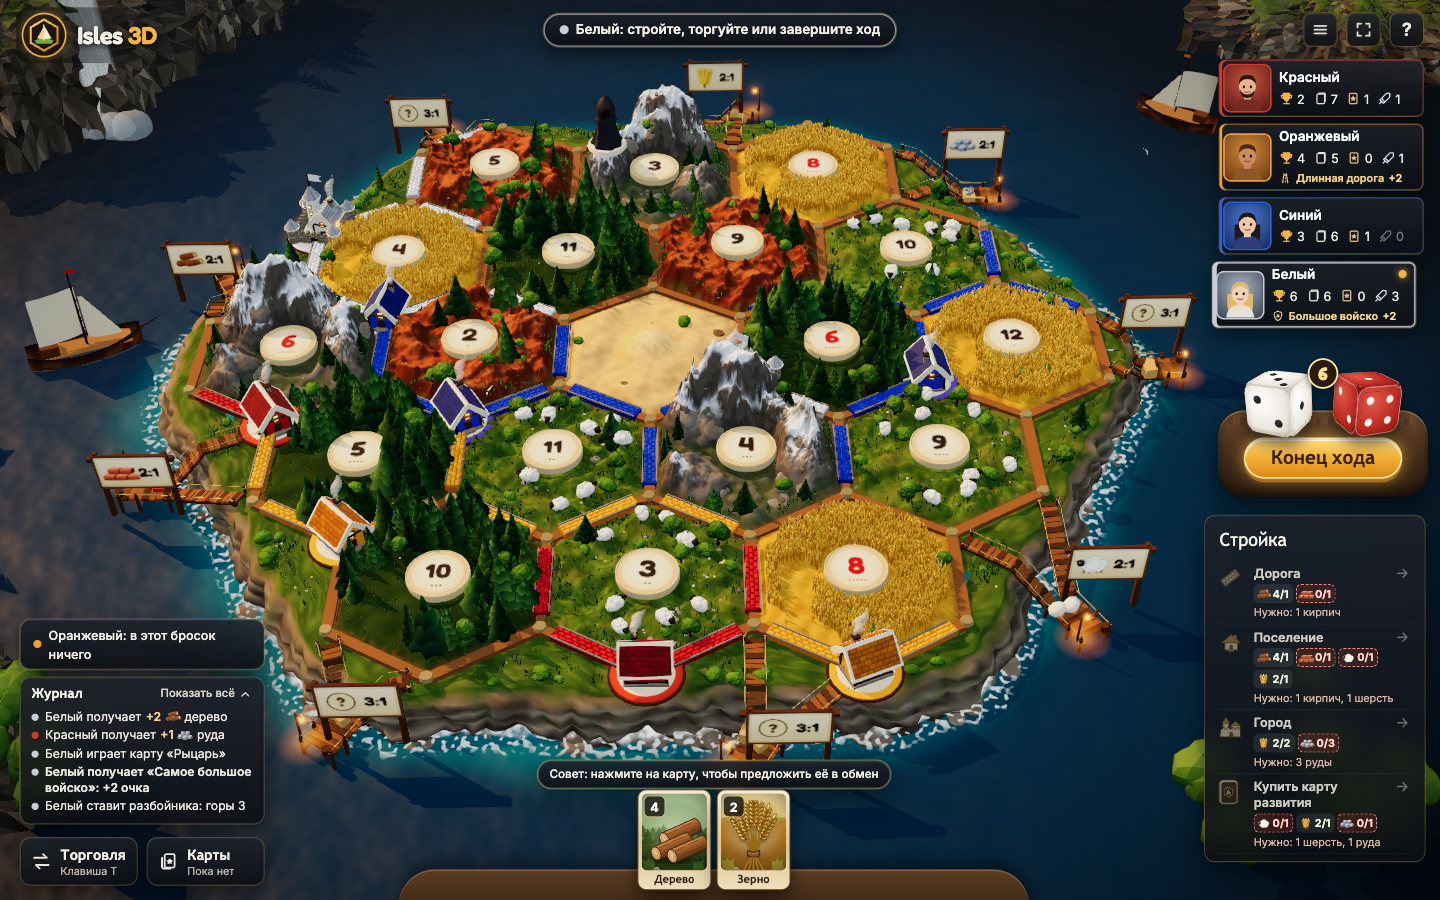 Isles 3D
Белый: стройте, торгуйте или завершите ход
?
Красный
2 7 1 1
Оранжевый
4 5 0 1
Длинная дорога +2
Синий
3 6 1 0
Белый
6 6 0 3
Большое войско +2
6
Конец хода
Стройка
Дорога
4/1 0/1
Нужно: 1 кирпич
Поселение
4/1 0/1 0/1
2/1
Нужно: 1 кирпич, 1 шерсть
Город
2/2 0/3
Нужно: 3 руды
Купить карту
развития
0/1 2/1 0/1
Нужно: 1 шерсть, 1 руда
2:1
? 3:1
2:1
2:1
? 3:1
2:1
2:1
? 3:1
? 3:1
5
3
8
4
11
9
10
6
2
6
12
5
11
4
9
10
3
8
Оранжевый: в этот бросок
ничего
Журнал
Показать всё
Белый получает +2 дерево
Красный получает +1 руда
Белый играет карту «Рыцарь»
Белый получает «Самое большое
войско»: +2 очка
Белый ставит разбойника: горы 3
Торговля
Клавиша T
Карты
Пока нет
Совет: нажмите на карту, чтобы предложить её в обмен
4
Дерево
2
Зерно